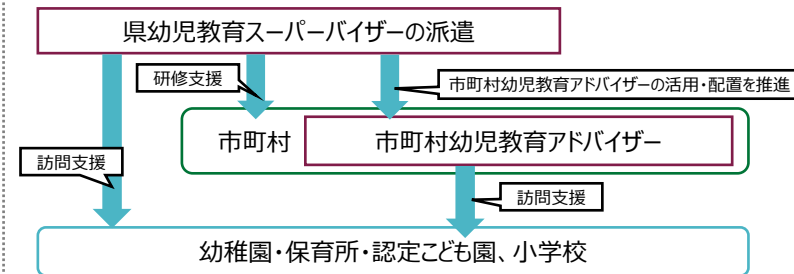 県幼児教育スーパーバイザーの派遣
研修支援
市町村幼児教育アドバイザーの活用・配置を推進
市町村
市町村幼児教育アドバイザー
訪問支援
訪問支援
幼稚園・保育所・認定こども園、小学校